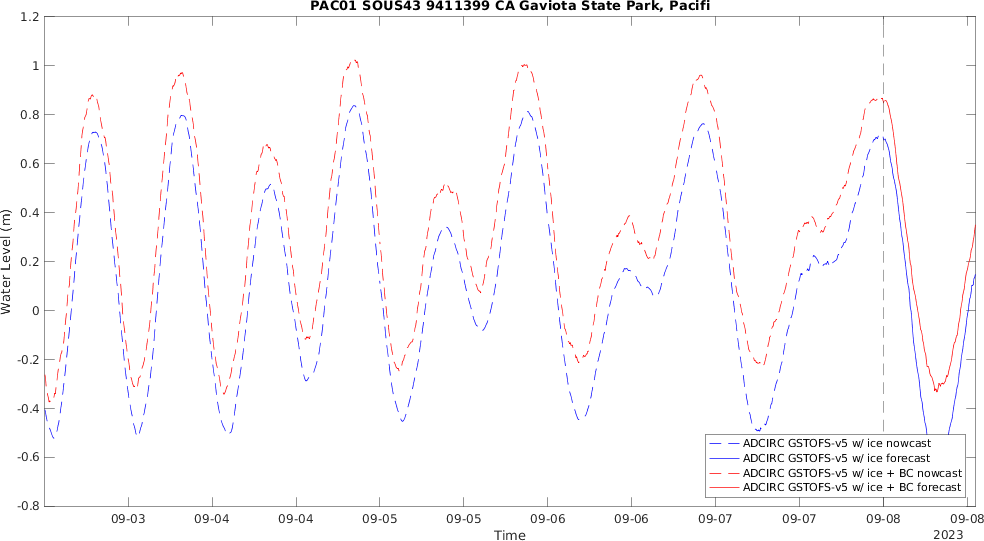 PAC01 SOUS43 9411399 CA Gaviota State Park, Pacifi
1.2
1
0.8
0.6
0.4
0.2
0
-0.2
-0.4
-0.6
-0.8
Water Level (m)
ADCIRC GSTOFS-v5 w/ ice nowcast
ADCIRC GSTOFS-v5 w/ ice forecast
ADCIRC GSTOFS-v5 w/ ice + BC nowcast
ADCIRC GSTOFS-v5 w/ ice + BC forecast
09-03 09-04 09-04 09-05 09-05 09-06 09-06 09-07 09-07 09-08 09-08
Time
2023